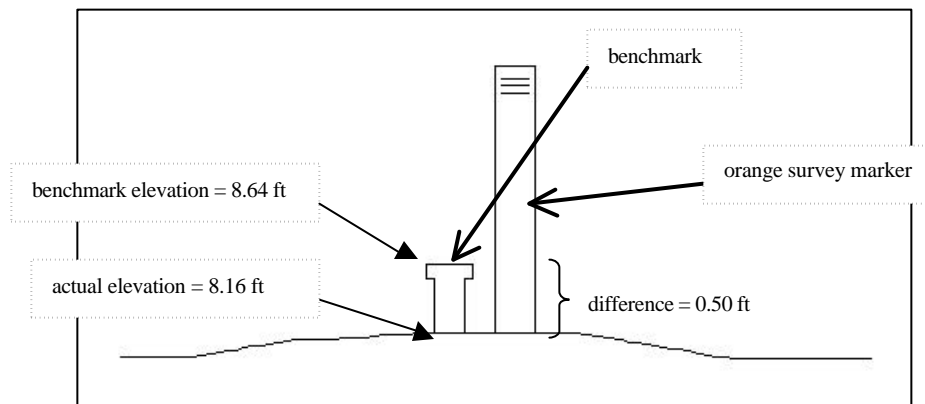 benchmark
orange survey marker
benchmark elevation = 8.64 ft
actual elevation = 8.16 ft
difference = 0.50 ft